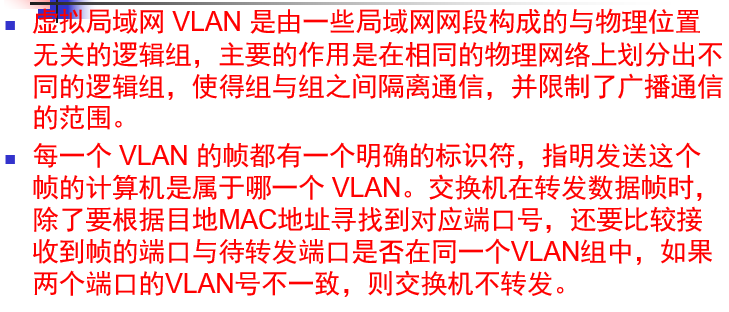 虚拟局域网 VLAN 是由一些局域网网段构成的与物理位置
无关的逻辑组，主要的作用是在相同的物理网络上划分出不
同的逻辑组，使得组与组之间隔离通信，并限制了广播通信
的范围。
每一个 VLAN 的帧都有一个明确的标识符，指明发送这个
帧的计算机是属于哪一个 VLAN。交换机在转发数据帧时，
除了要根据目地MAC地址寻找到对应端口号，还要比较接
收到帧的端口与待转发端口是否在同一个VLAN组中，如果
两个端口的VLAN号不一致，则交换机不转发。